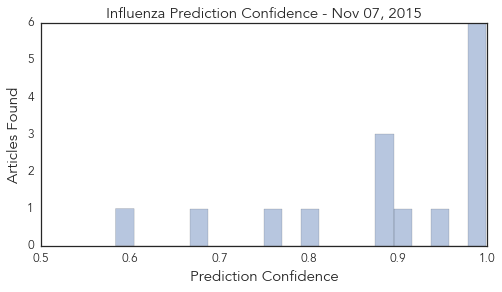 Influenza Prediction Confidence - Nov 07, 2015
Articles Found
6
5
4
3
2
1
0
0.5 0.6 0.7 0.8 0.9 1.0
Prediction Confidence